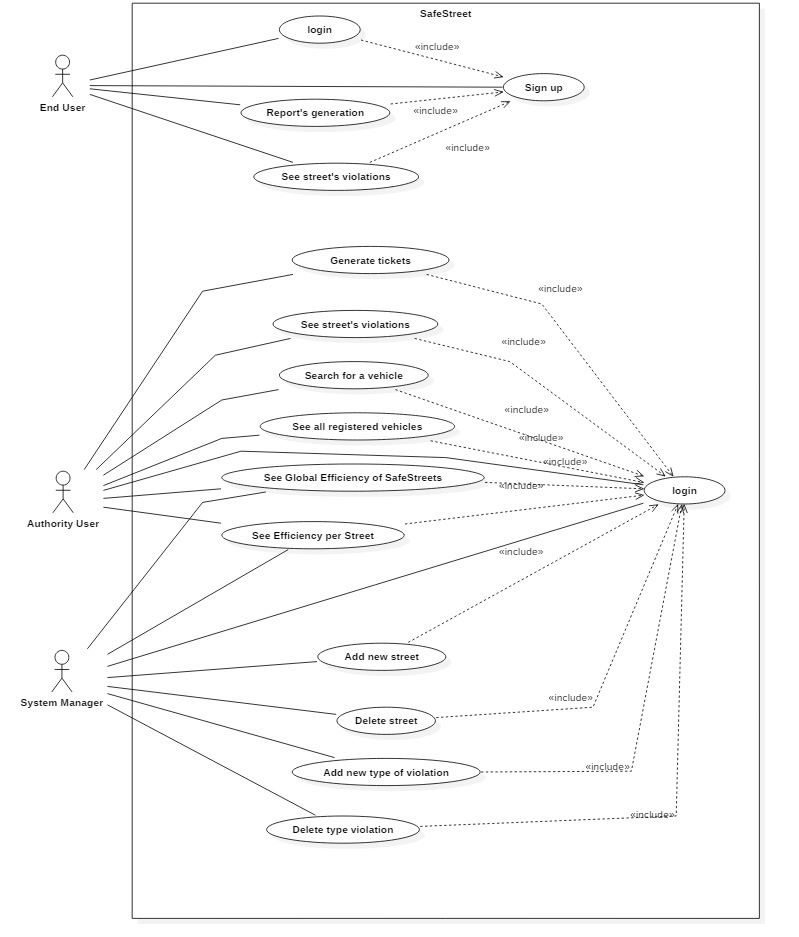 SafeStreet
login
«include»
Sign up
End User
Report's generation
«include»
«include»
See street's violations
Generate tickets
«include»
See street's violations
«include»
Search for a vehicle
«include»
See all registered vehicles
«include»
«include»
See Global Efficiency of SafeStreets
«include»
login
Authority User
See Efficiency per Street
«include»
Add new street
System Manager
«include»
Delete street
«include»
Add new type of violation
«include»
Delete type violation